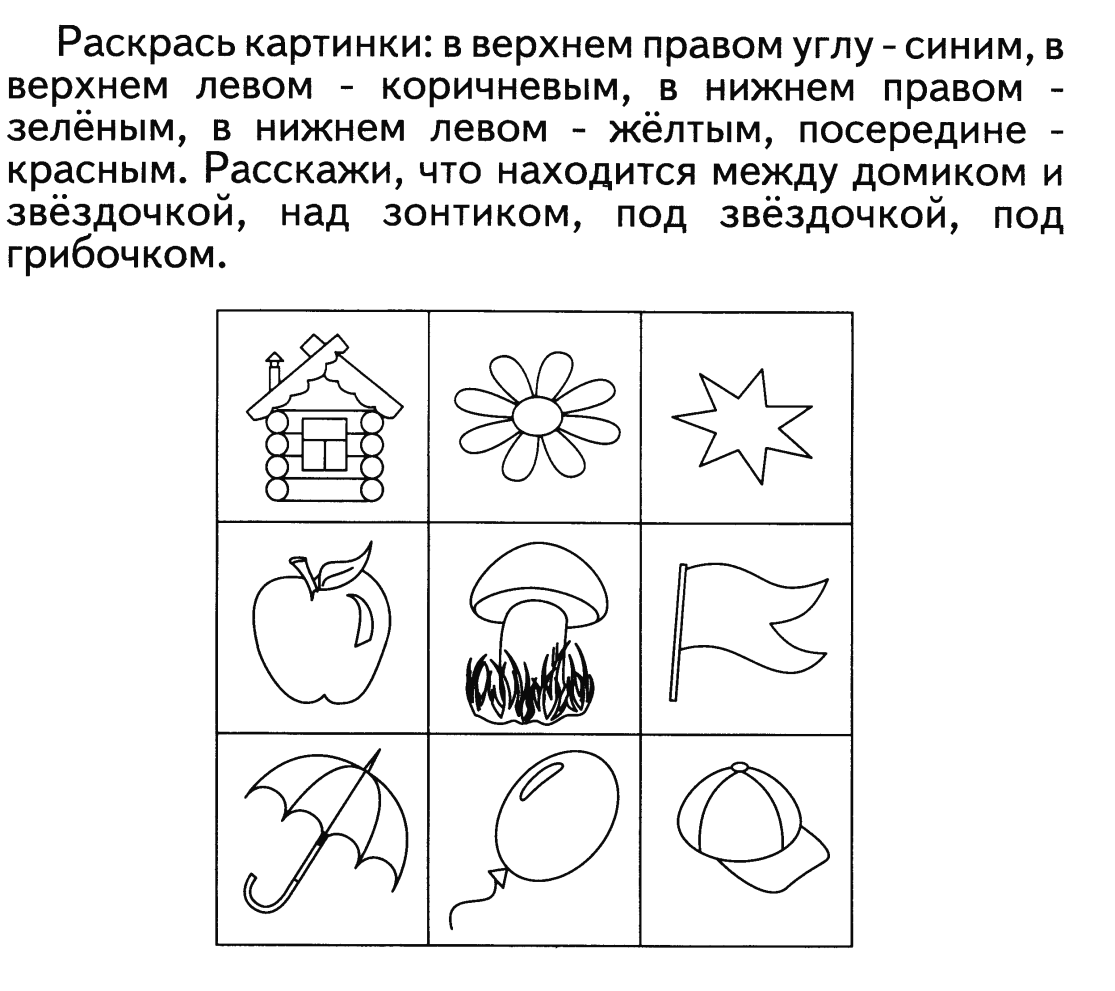 Раскрась картинки: в верхнем правом углу - синим, в
верхнем левом - коричневым, в нижнем правом -
зелёным, в нижнем левом - жёлтым, посередине -
красным. Расскажи, что находится между домиком и
звёздочкой, над зонтиком, под звёздочкой, под
грибочком.